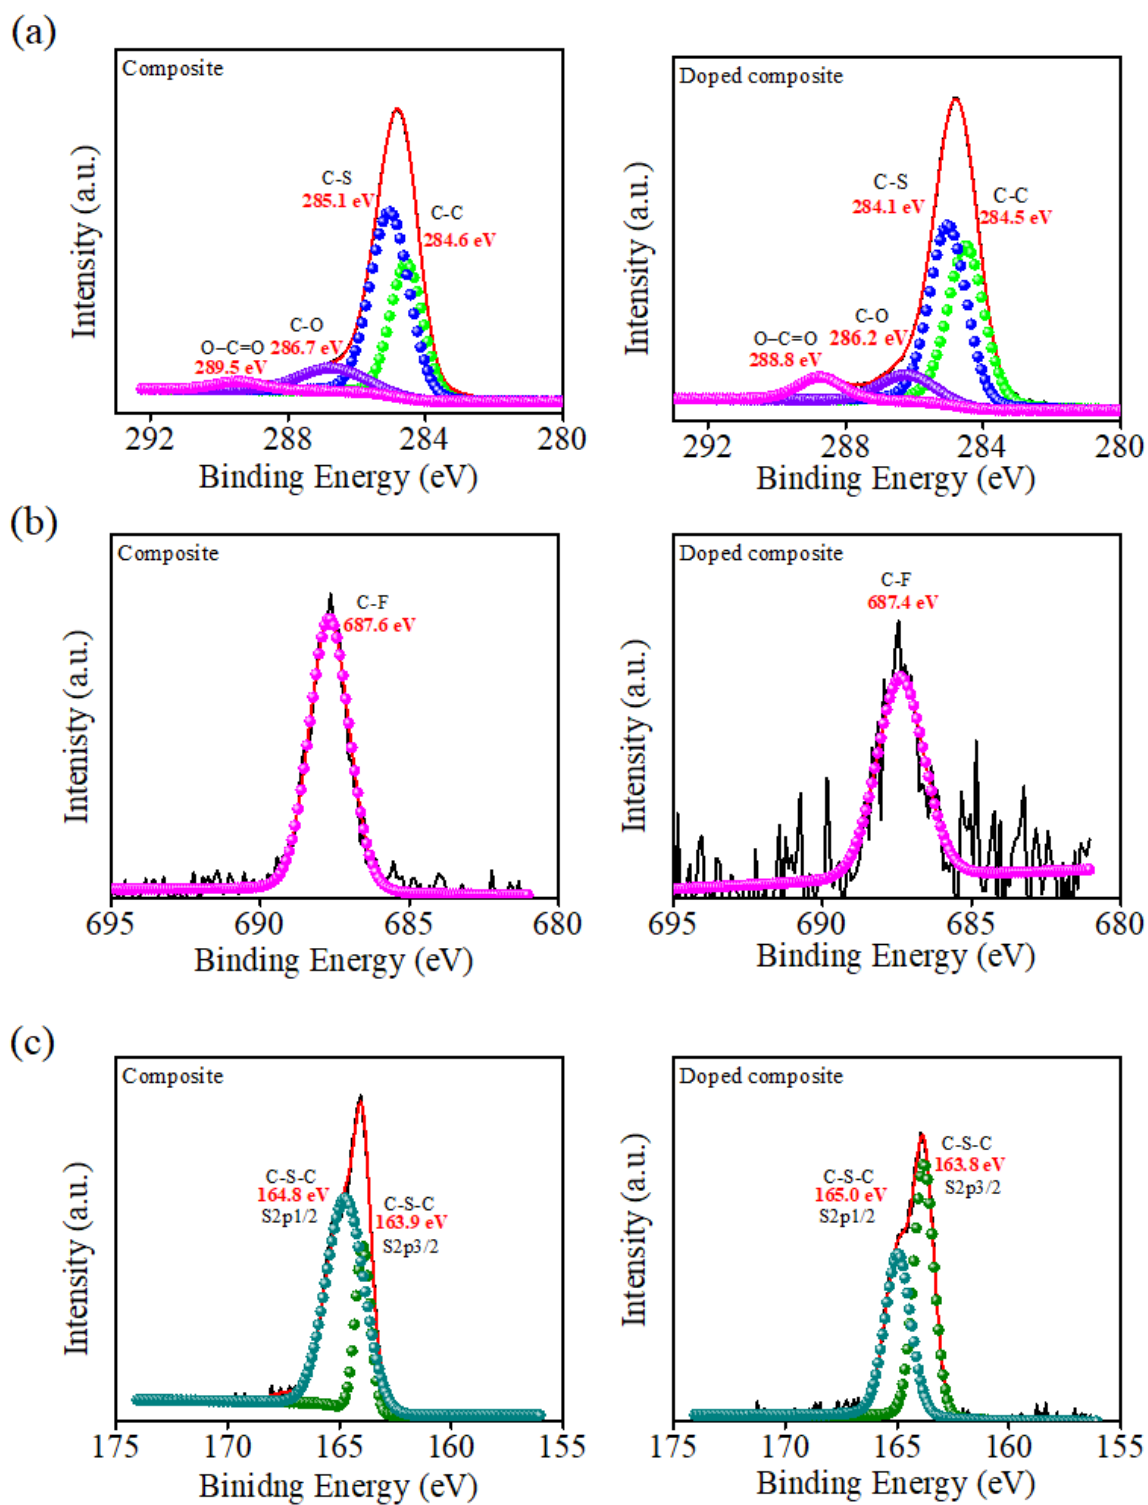 (a)
Composite
C-S
285.1 eV
C-C
284.6 eV
C-O
286.7 eV
O-C=O
289.5 eV
Intensity (a.u.)
292 288 284 280
Binding Energy (eV)
Doped composite
C-S
284.1 eV
C-C
284.5 eV
C-O
286.2 eV
O-C=O
288.8 eV
Intensity (a.u.)
292 288 284 280
Binding Energy (eV)
(b)
Composite
C-F
687.6 eV
Intenisty (a.u.)
695 690 685 680
Binding Energy (eV)
Doped composite
C-F
687.4 eV
Intensity (a.u.)
695 690 685 680
Binding Energy (eV)
(c)
Composite
C-S-C
164.8 eV
S2p1/2
C-S-C
163.9 eV
S2p3/2
Intensity (a.u.)
175 170 165 160 155
Binidng Energy (eV)
Doped composite
C-S-C
163.8 eV
S2p3/2
C-S-C
165.0 eV
S2p1/2
Intensity (a.u.)
175 170 165 160 155
Binding Energy (eV)